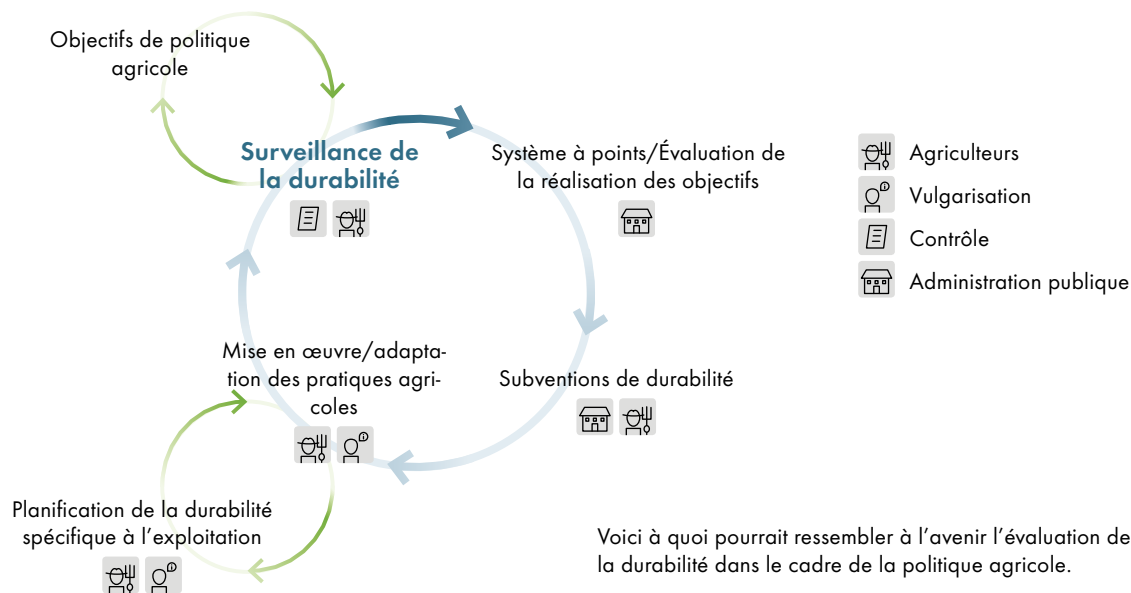 Objectifs de politique
agricole
Surveillance de
la durabilité
Système à points/Évaluation de
la réalisation des objectifs
Agriculteurs
Vulgarisation
Contrôle
Administration publique
Mise en œuvre/adapta-
tion des pratiques agri-
coles
Subventions de durabilité
Planification de la durabilité
spécifique à l’exploitation
Voici à quoi pourrait ressembler à l’avenir l’évaluation de
la durabilité dans le cadre de la politique agricole.